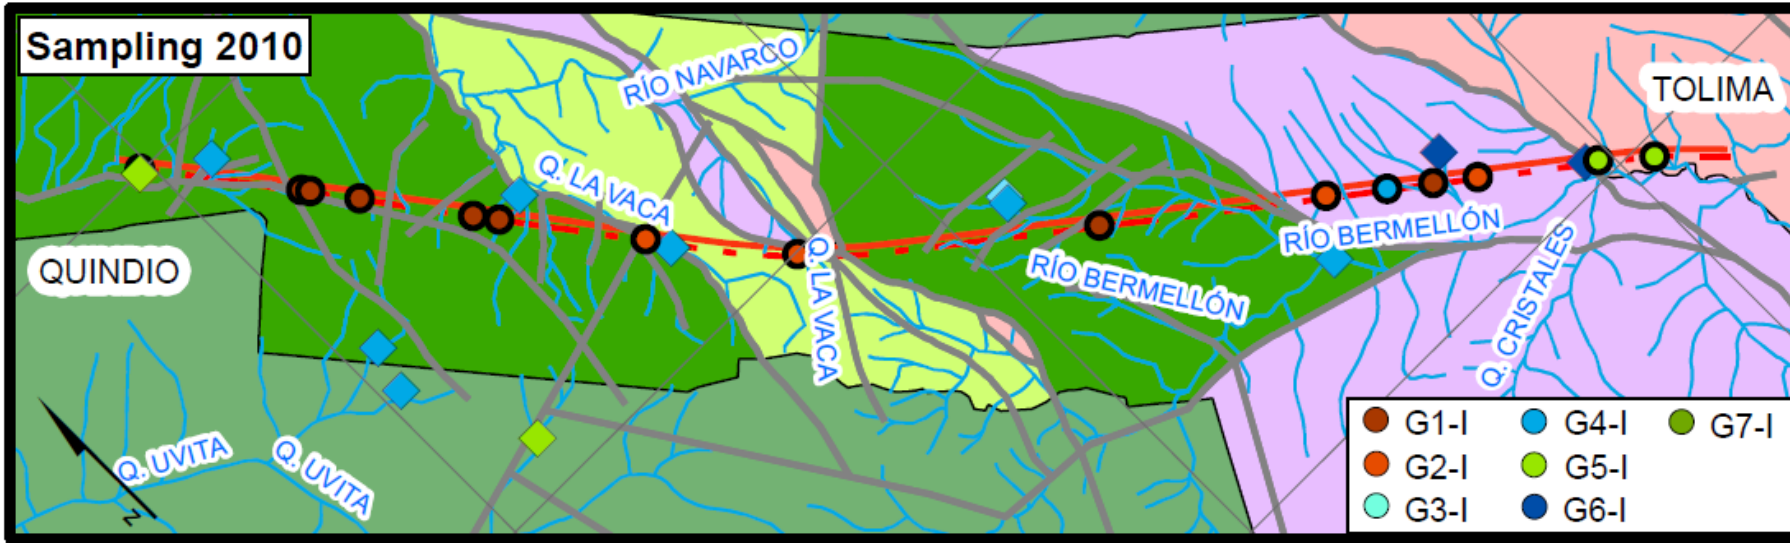 Sampling 2010
RÍO NAVARCO
TOLIMA
Q. LA VACA
QUINDIO
Q. LA VACA
RÍO BERMELLÓN
RÍO BERMELLÓN
Q. CRISTALES
Q. UVITA
Q. UVITA
N
G1-I G4-I G7-I
G2-I G5-I
G3-I G6-I